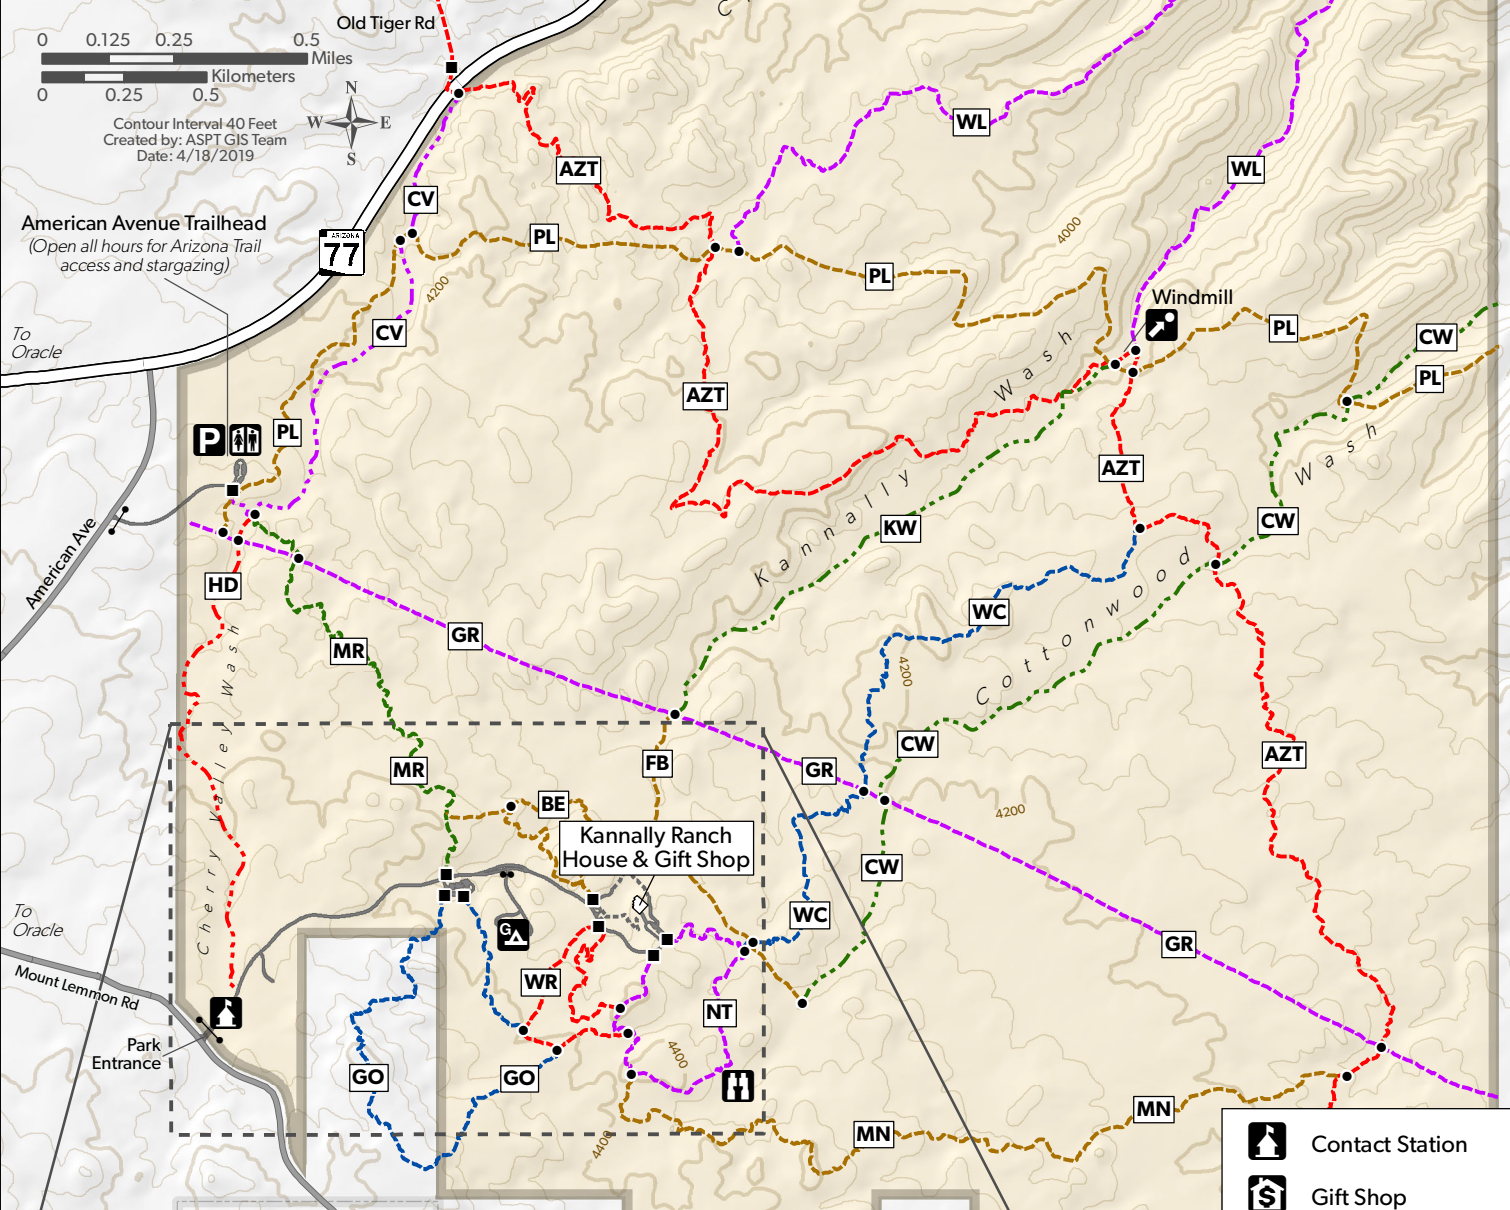 Old Tiger Rd
0 0.125 0.25 0.5
Miles
Kilometers
0 0.25 0.5
N
W E
S
Contour Interval 40 Feet
Created by: ASPT GIS Team
Date: 4/18/2019
WL
AZT
WL
CV
American Avenue Trailhead
(Open all hours for Arizona Trail
access and stargazing)
ARIZONA
77
PL
4000
PL
4200
Windmill
To
Oracle
CV
PL
CW
PL
Wash
AZT
P
PL
AZT
Wash
Kannally
KW
CW
American Ave
HD
WC
Cottonwood
GR
MR
4200
Cherry Valley Wash
CW
AZT
FB
MR
GR
BE
4200
Kannally Ranch
House & Gift Shop
CW
To
Oracle
WC
G
GR
Mount Lemmon Rd
WR
NT
Park
Entrance
4400
GO
GO
MN
MN
4400
Contact Station
$
Gift Shop